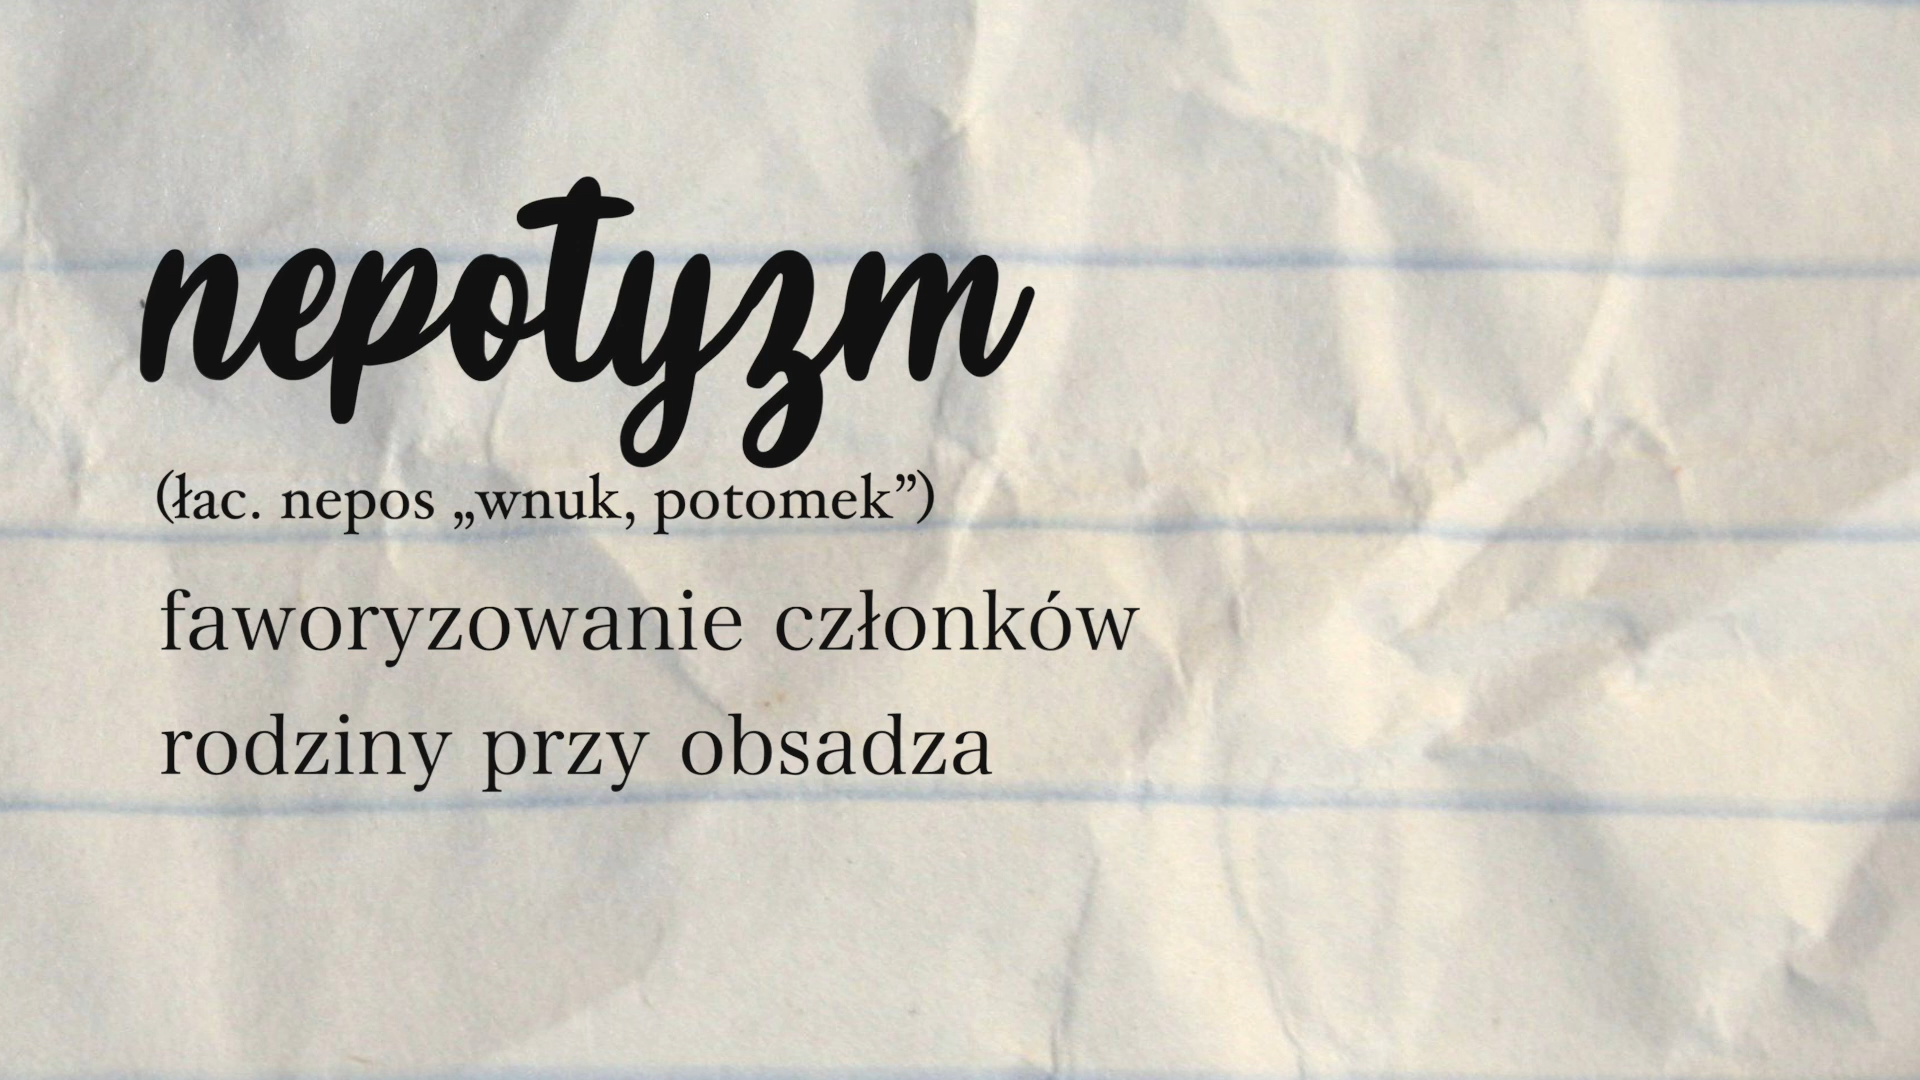 nepotyzm
(łac. nepos „wnuk, potomek”)
faworyzowanie członków
rodziny przy obsadza